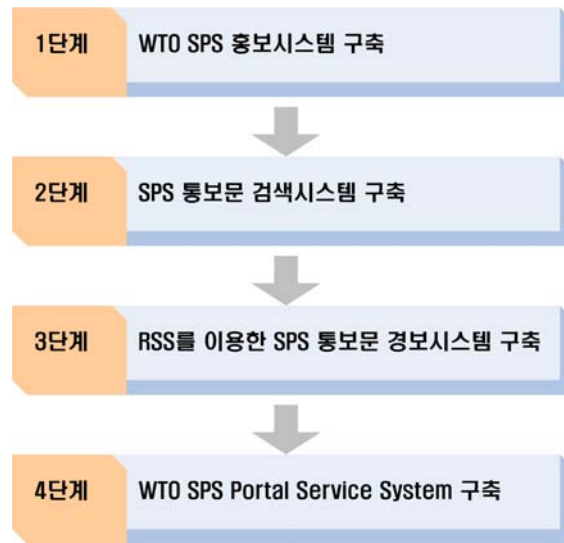 1단계 WTO SPS 홍보시스템 구축
2단계 SPS 통보문 검색시스템 구축
3단계 RSS를 이용한 SPS 통보문 경보시스템 구축
4단계 WTO SPS Portal Service System 구축